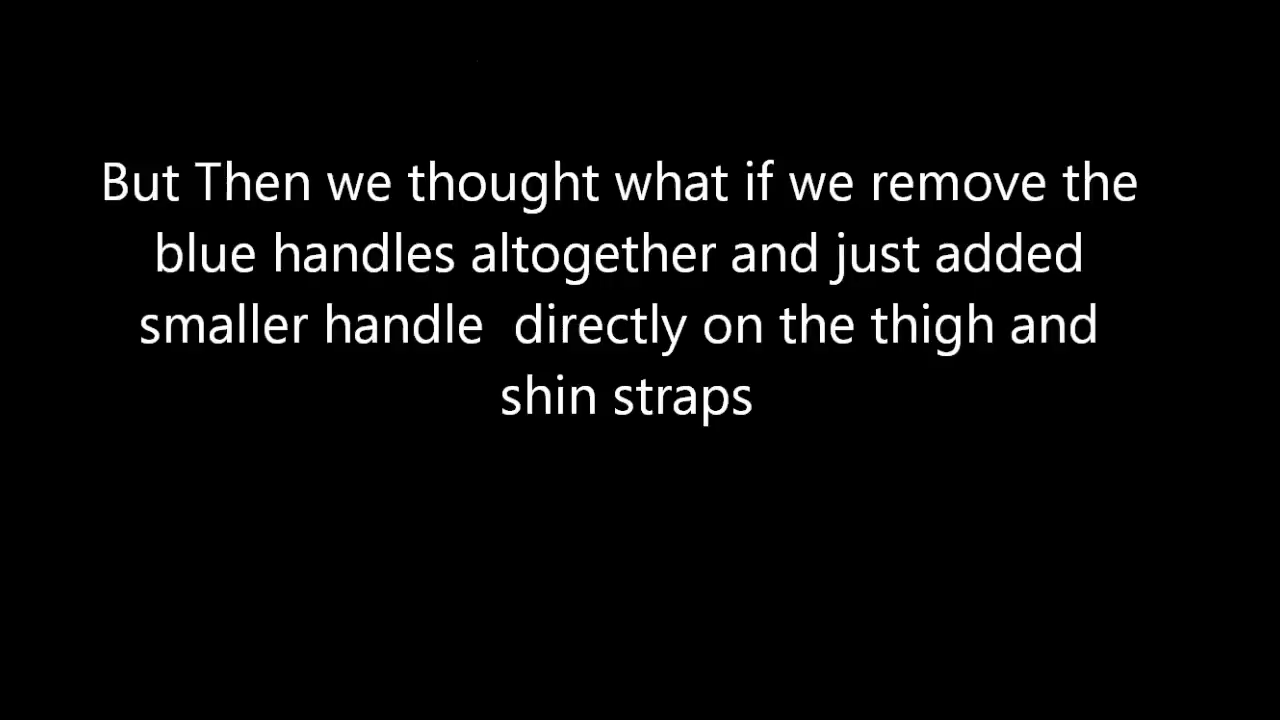 But Then we thought what if we remove the
blue handles altogether and just added
smaller handle  directly on the thigh and
shin straps